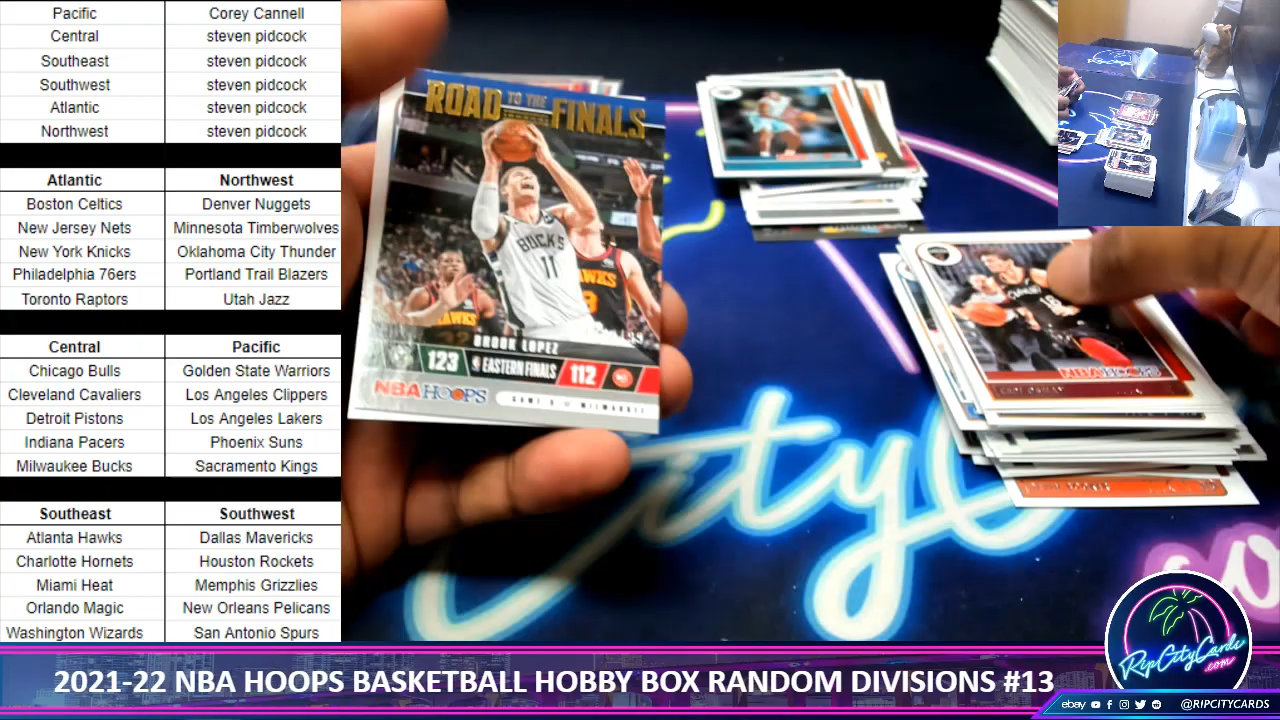 Pacific Corey Cannell
Central steven pidcock
Southeast steven pidcock
Southwest steven pidcock
Atlantic steven pidcock
Northwest steven pidcock
Atlantic Northwest
Boston Celtics Denver Nuggets
New Jersey Nets Minnesota Timberwolves
New York Knicks Oklahoma City Thunder
Philadelphia 76ers Portland Trail Blazers
Toronto Raptors Utah Jazz
Central Pacific
Chicago Bulls Golden State Warriors
Cleveland Cavaliers Los Angeles Clippers
Detroit Pistons Los Angeles Lakers
Indiana Pacers Phoenix Suns
Milwaukee Bucks Sacramento Kings
Southeast Southwest
Atlanta Hawks Dallas Mavericks
Charlotte Hornets Houston Rockets
Miami Heat Memphis Grizzlies
Orlando Magic New Orleans Pelicans
Washington Wizards San Antonio Spurs
ROAD TO THE FINALS
BUCKS
11
HAWKS
BROOK LOPEZ
123 EASTERN FINALS 112
NBA HOOPS
NBA HOOPS
City
RipCityCards
.com
2021-22 NBA HOOPS BASKETBALL HOBBY BOX RANDOM DIVISIONS #13
ebay @RIPCITYCARDS